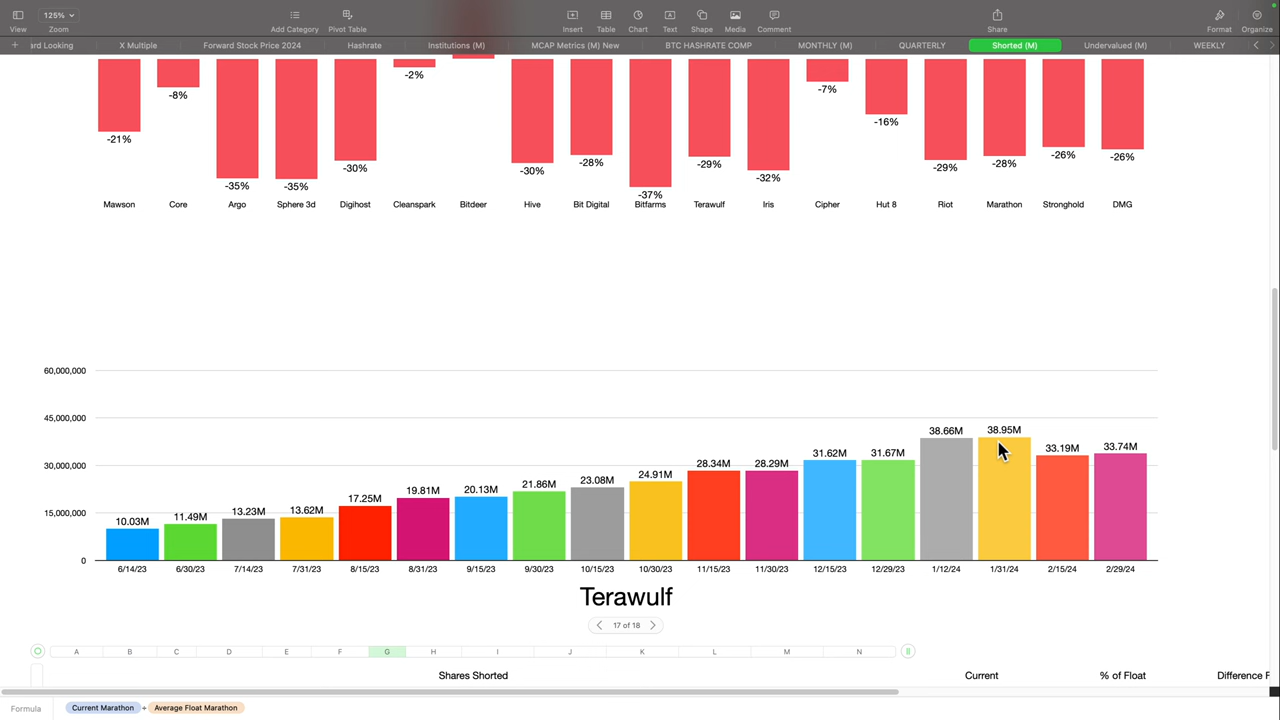 125%
View Zoom Add Category Pivot Table Insert Table Chart Text Shape Media Comment Share Format Organize
ard Looking X Multiple Forward Stock Price 2024 Hashrate Institutions (M) MCAP Metrics (M) New BTC HASHRATE COMP MONTHLY (M) QUARTERLY Shorted (M) Undervalued (M) WEEKLY
-21% -8% -35% -35% -30% -2% -30% -28% -37% -29% -32% -7% -16% -29% -28% -26% -26%
Mawson Core Argo Sphere 3d Digihost Cleanspark Bitdeer Hive Bit Digital Bitfarms Terawulf Iris Cipher Hut 8 Riot Marathon Stronghold DMG
60,000,000
45,000,000
30,000,000
15,000,000
0
10.03M 11.49M 13.23M 13.62M 17.25M 19.81M 20.13M 21.86M 23.08M 24.91M 28.34M 28.29M 31.62M 31.67M 38.66M 38.95M 33.19M 33.74M
6/14/23 6/30/23 7/14/23 7/31/23 8/15/23 8/31/23 9/15/23 9/30/23 10/15/23 10/30/23 11/15/23 11/30/23 12/15/23 12/29/23 1/12/24 1/31/24 2/15/24 2/29/24
Terawulf
17 of 18
A B C D E F G H I J K L M N
Shares Shorted Current % of Float Difference F
Formula Current Marathon + Average Float Marathon